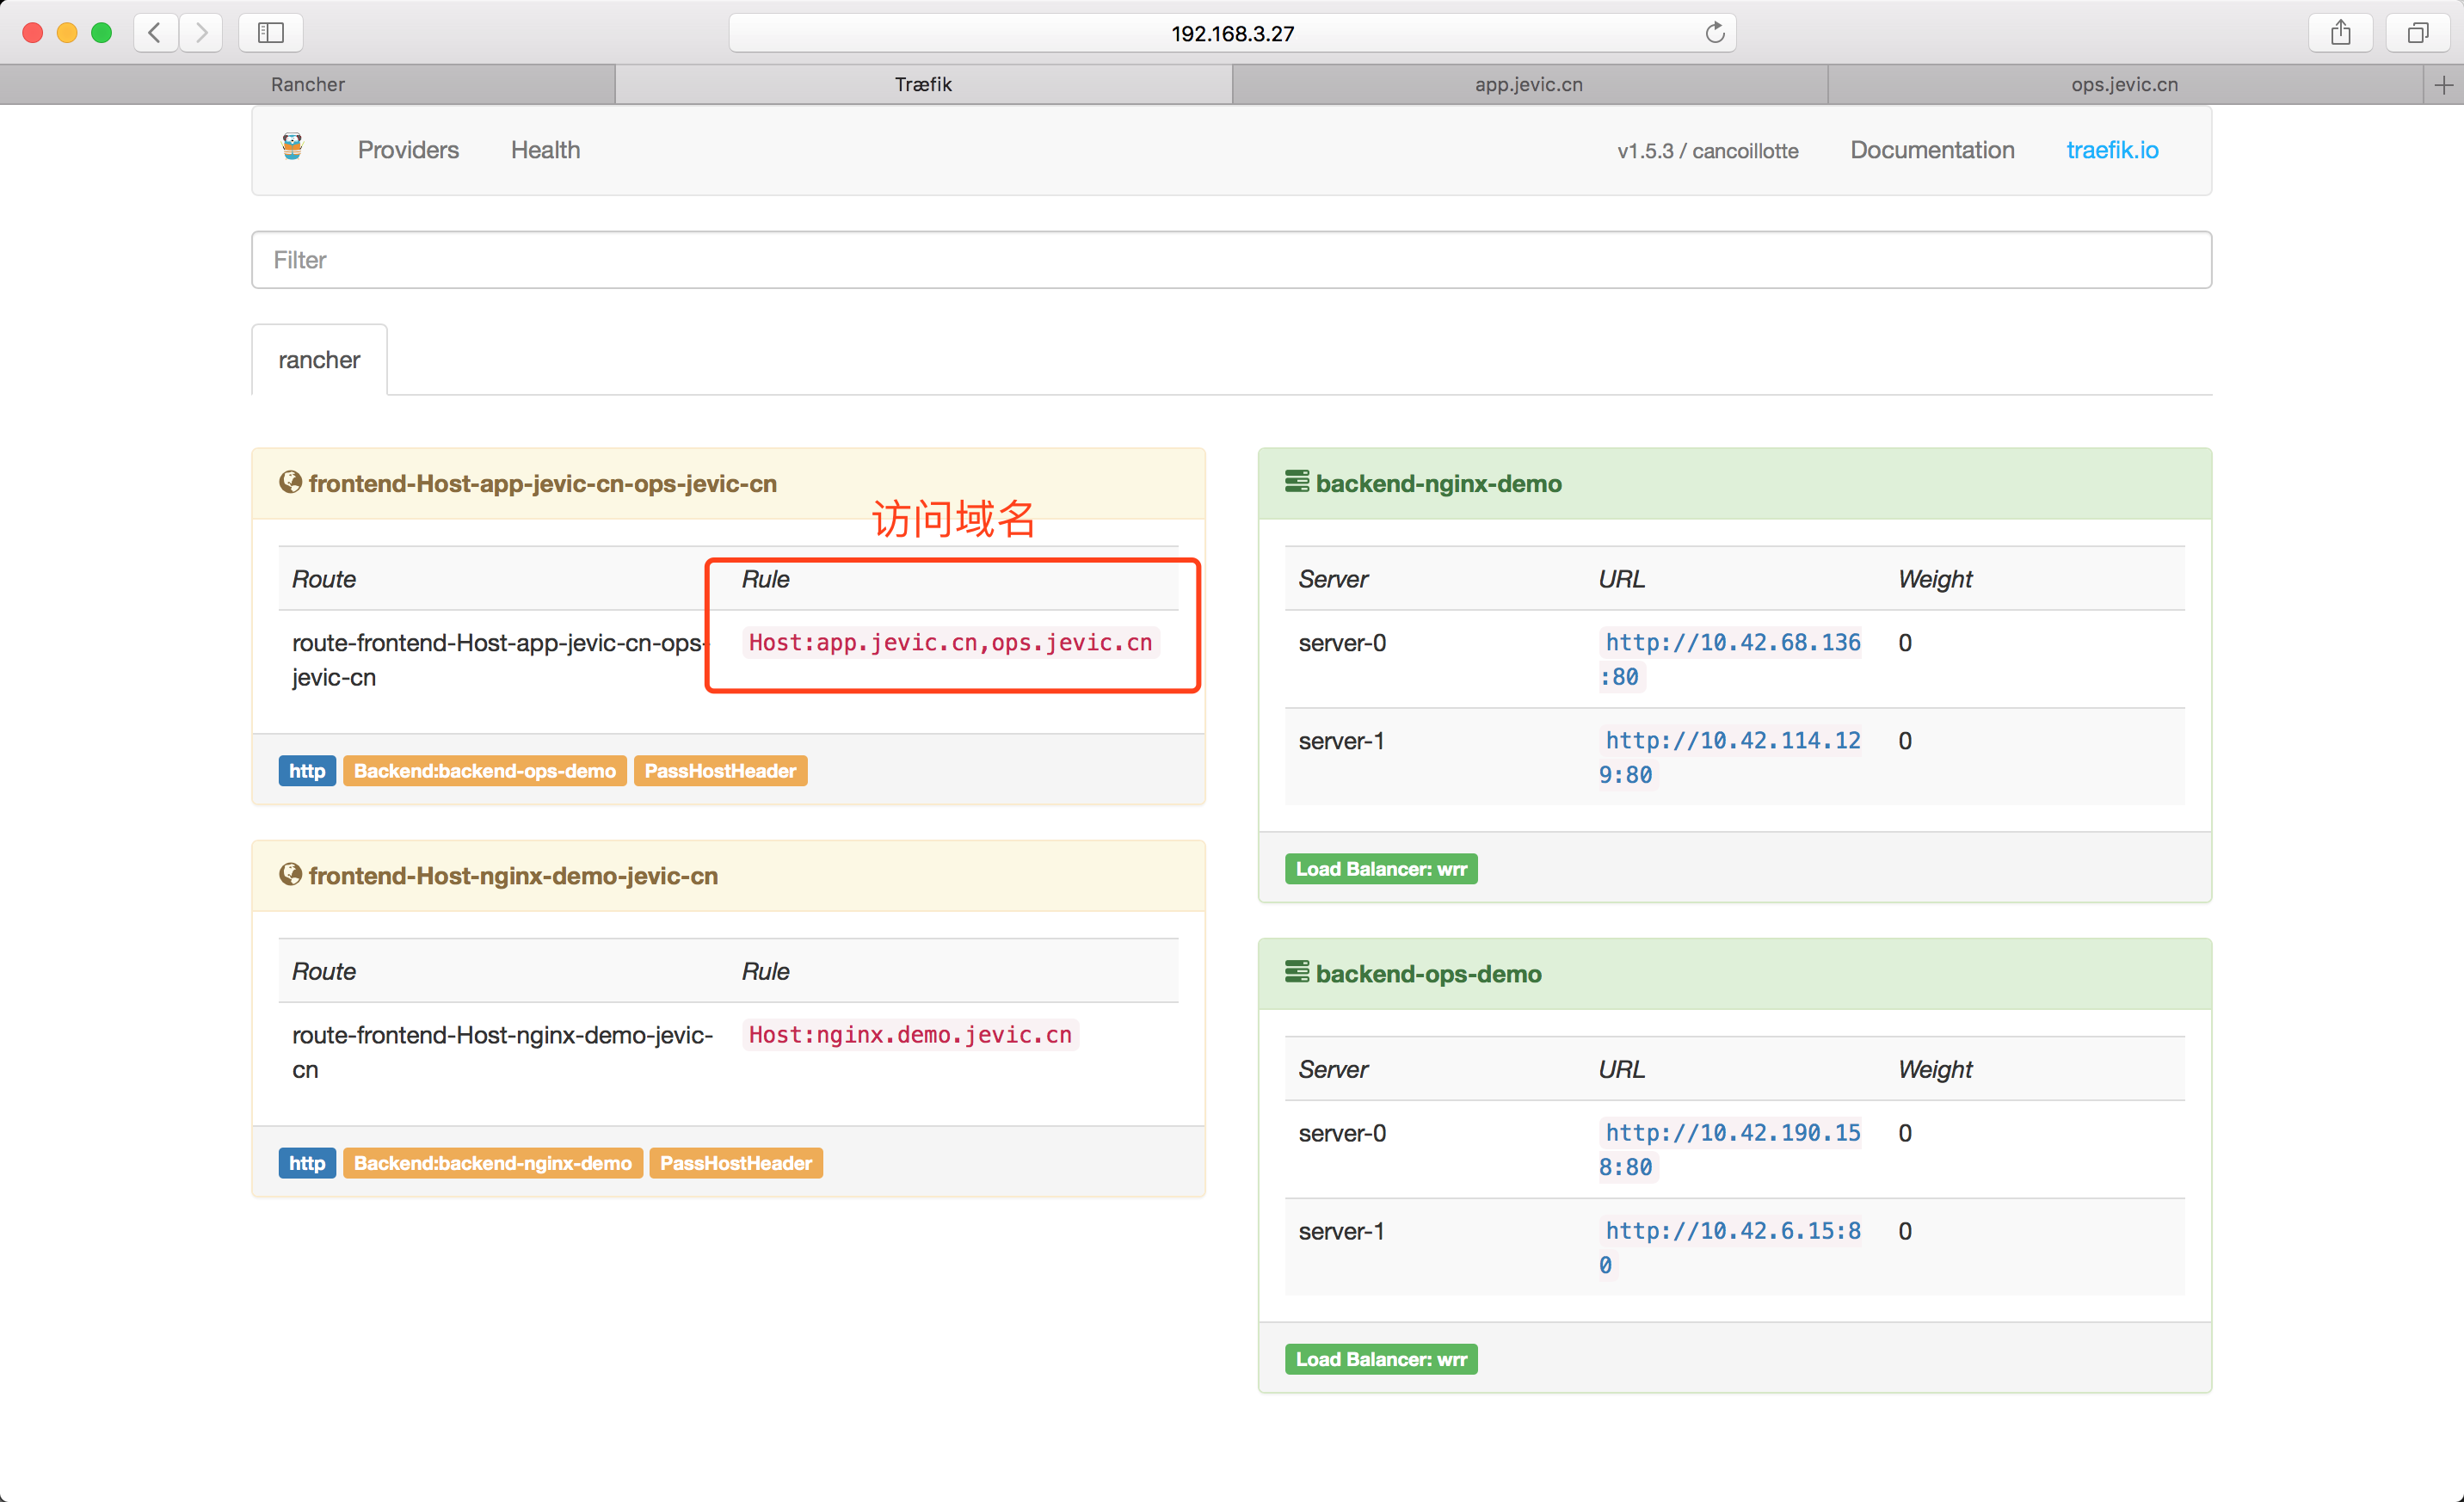 192.168.3.27
Rancher
Træfik
app.jevic.cn
ops.jevic.cn
Providers
Health
v1.5.3 / cancoillotte
Documentation
traefik.io
Filter
rancher
frontend-Host-app-jevic-cn-ops-jevic-cn
访问域名
Route
Rule
route-frontend-Host-app-jevic-cn-ops-
jevic-cn
Host:app.jevic.cn,ops.jevic.cn
http
Backend:backend-ops-demo
PassHostHeader
frontend-Host-nginx-demo-jevic-cn
Route
Rule
route-frontend-Host-nginx-demo-jevic-
cn
Host:nginx.demo.jevic.cn
http
Backend:backend-nginx-demo
PassHostHeader
backend-nginx-demo
Server
URL
Weight
server-0
http://10.42.68.136
:80
0
server-1
http://10.42.114.12
9:80
0
Load Balancer: wrr
backend-ops-demo
Server
URL
Weight
server-0
http://10.42.190.15
8:80
0
server-1
http://10.42.6.15:8
0
0
Load Balancer: wrr